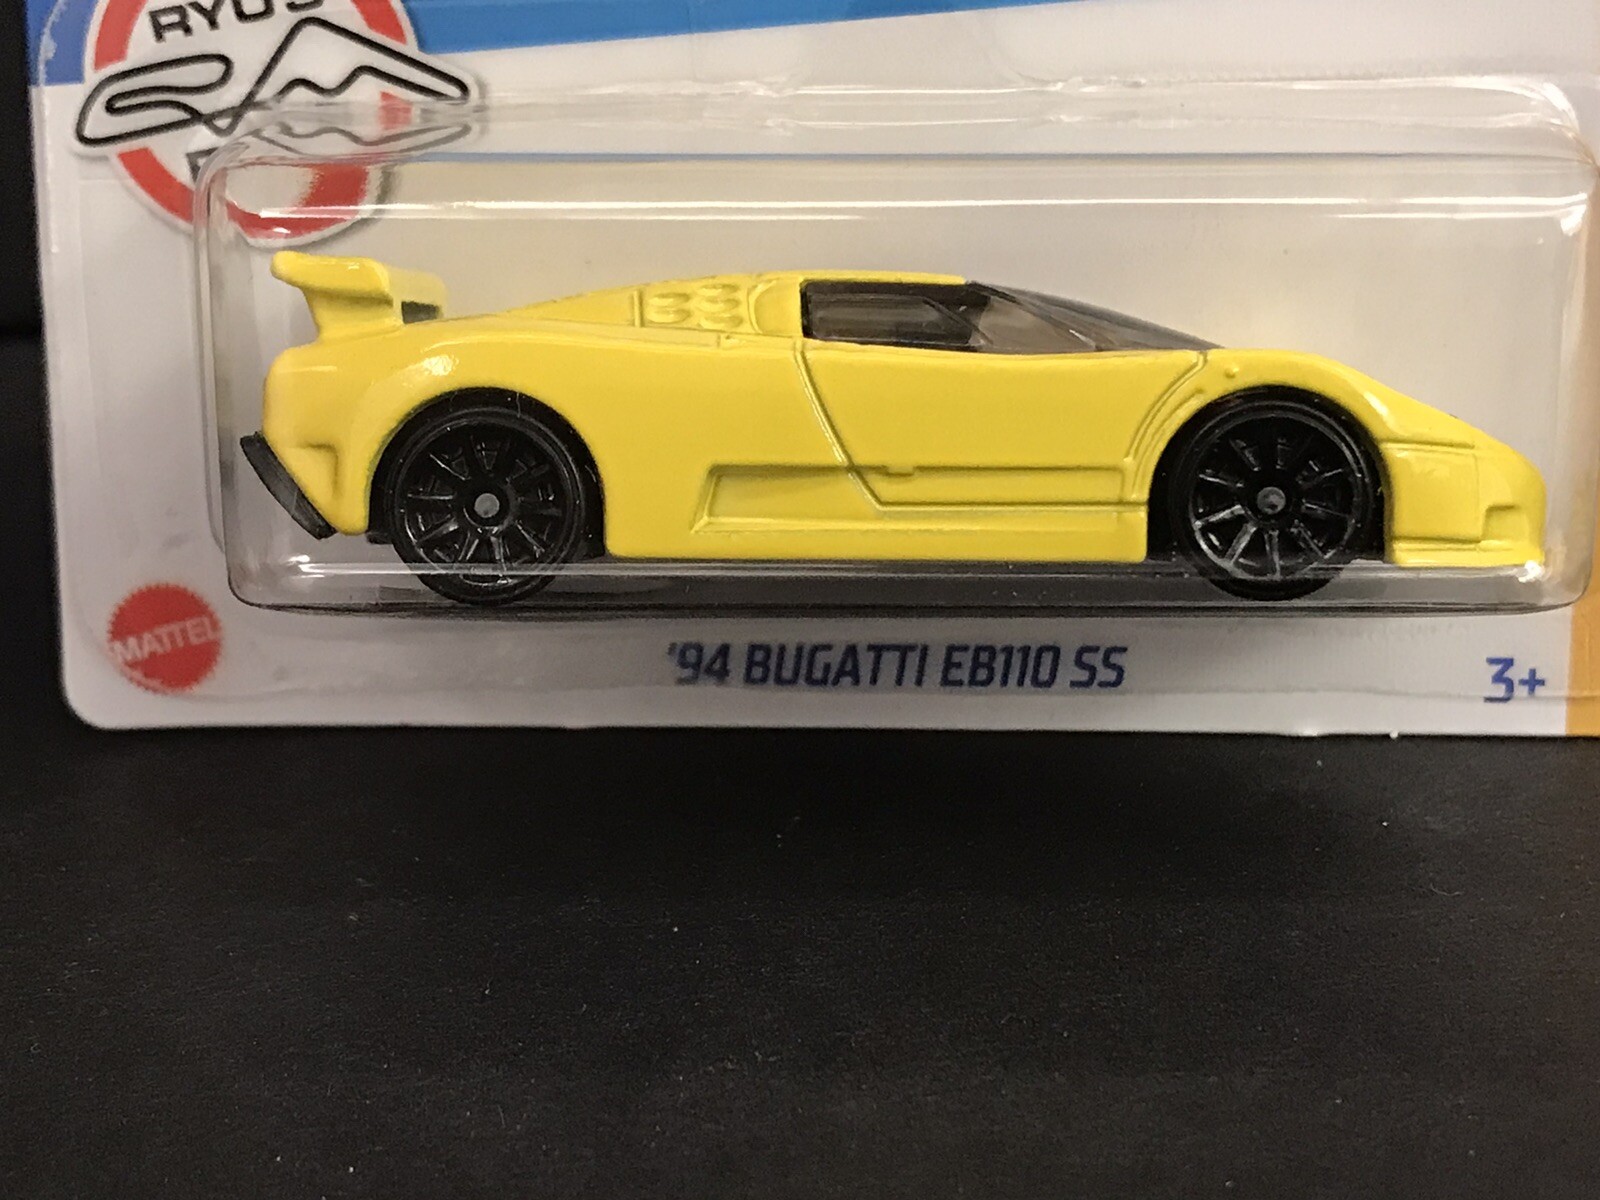 RYU'S
MATTEL
'94 BUGATTI EB110 SS
3+